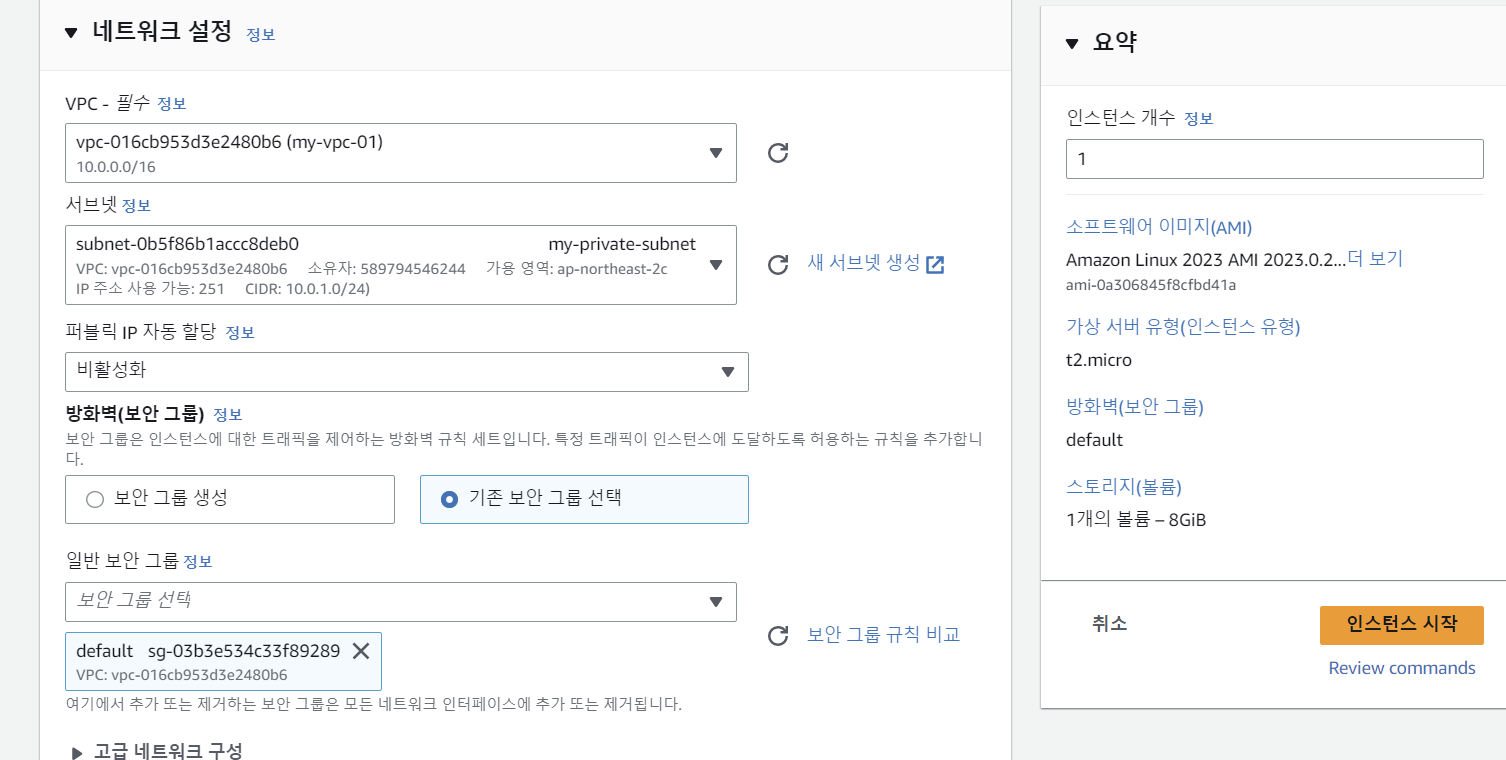 네트워크 설정 정보
VPC - 필수 정보
vpc-016cb953d3e2480b6 (my-vpc-01)
10.0.0.0/16
서브넷 정보
subnet-0b5f86b1accc8deb0 my-private-subnet
VPC: vpc-016cb953d3e2480b6 소유자: 589794546244 가용 영역: ap-northeast-2c
IP 주소 사용 가능: 251 CIDR: 10.0.1.0/24)
새 서브넷 생성
퍼블릭 IP 자동 할당 정보
비활성화
방화벽(보안 그룹) 정보
보안 그룹은 인스턴스에 대한 트래픽을 제어하는 방화벽 규칙 세트입니다. 특정 트래픽이 인스턴스에 도달하도록 허용하는 규칙을 추가합니
다.
보안 그룹 생성
기존 보안 그룹 선택
일반 보안 그룹 정보
보안 그룹 선택
보안 그룹 규칙 비교
default sg-03b3e534c33f89289
VPC: vpc-016cb953d3e2480b6
여기에서 추가 또는 제거하는 보안 그룹은 모든 네트워크 인터페이스에 추가 또는 제거됩니다.
고급 네트워크 구성
요약
인스턴스 개수 정보
1
소프트웨어 이미지(AMI)
Amazon Linux 2023 AMI 2023.0.2...더 보기
ami-0a306845f8cfbd41a
가상 서버 유형(인스턴스 유형)
t2.micro
방화벽(보안 그룹)
default
스토리지(볼륨)
1개의 볼륨 – 8GiB
취소
인스턴스 시작
Review commands